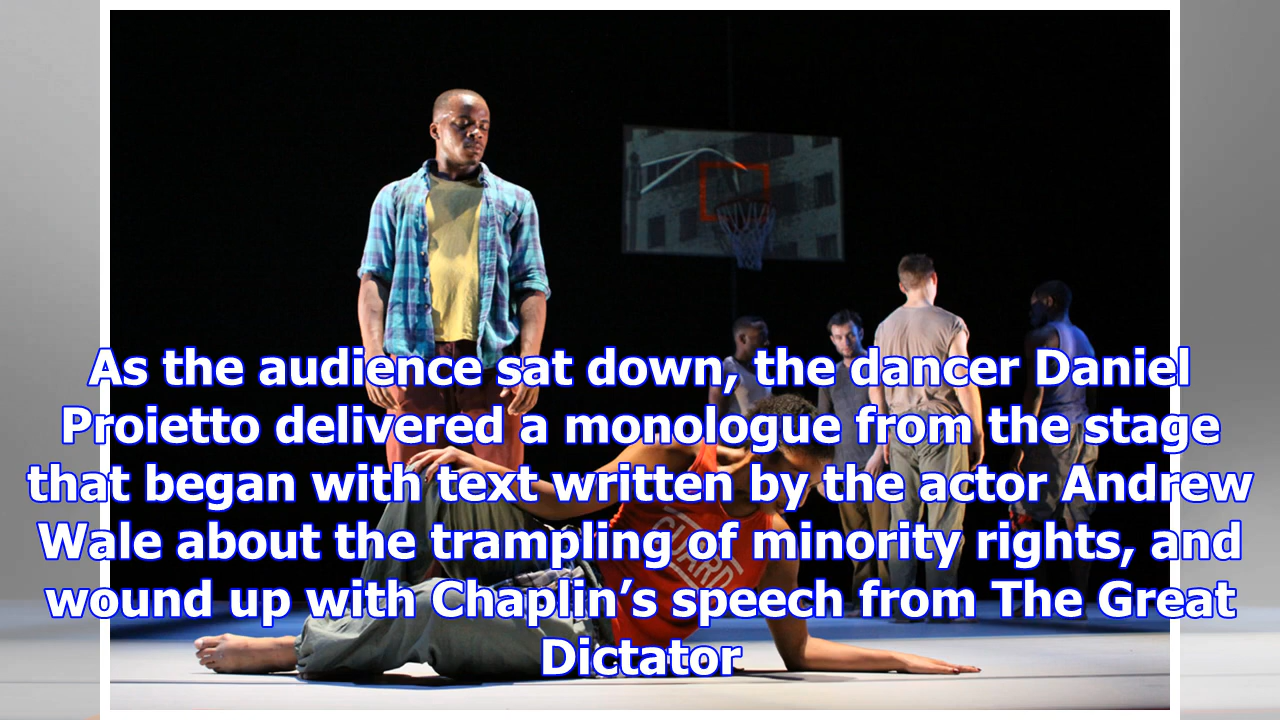 As the audience sat down, the dancer Daniel
Proietto delivered a monologue from the stage
that began with text written by the actor Andrew
Wale about the trampling of minority rights, and
wound up with Chaplin’s speech from The Great
Dictator
GUARD